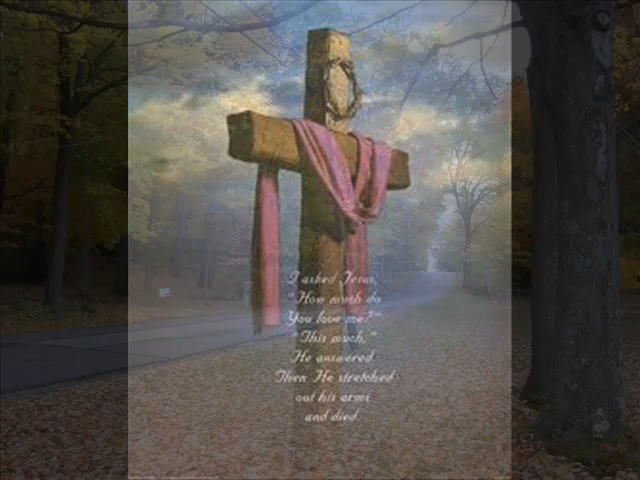 I asked Jesus,
"How much do
You love me?"
"This much,"
He answered.
Then He stretched
out his arms
and died.